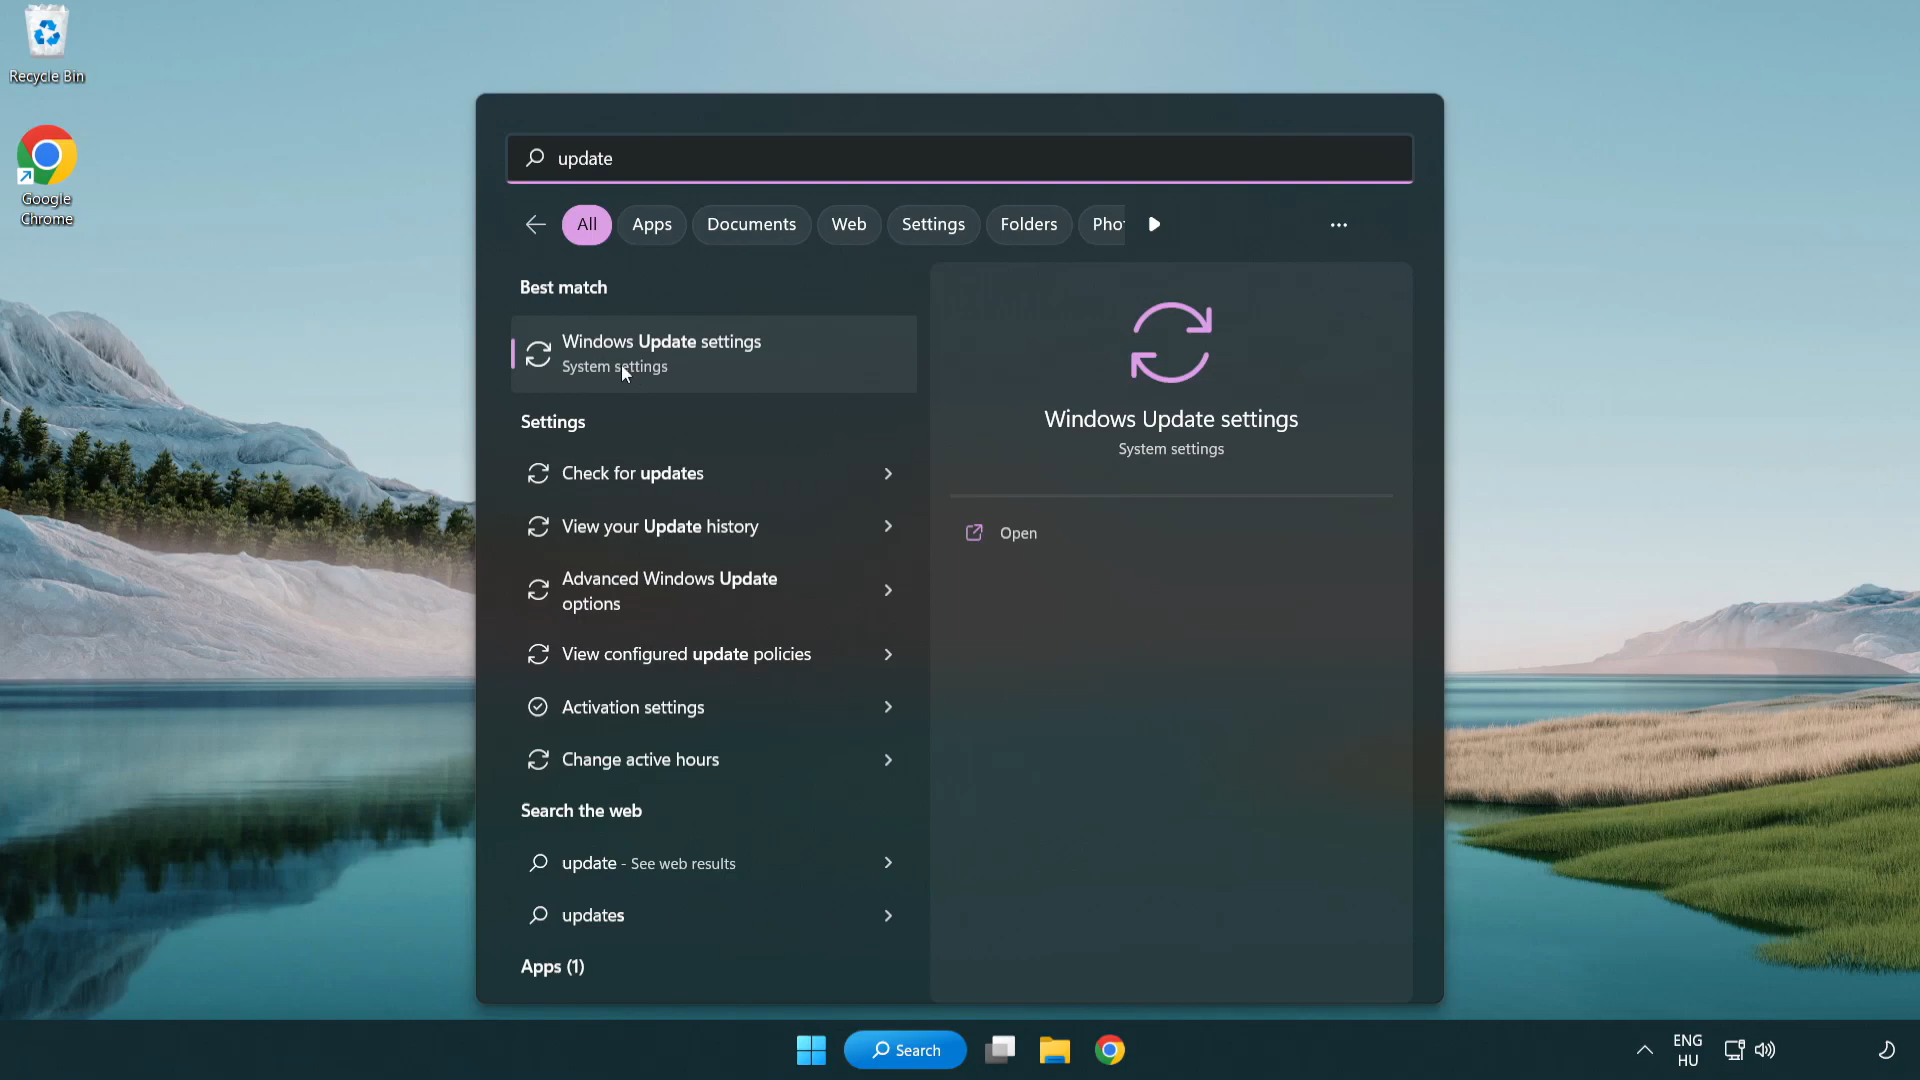 Recycle Bin
Google
Chrome
update
All
Apps
Documents
Web
Settings
Folders
Best match
Windows Update settings
System settings
Settings
Check for updates
View your Update history
Advanced Windows Update
options
View configured update policies
Activation settings
Change active hours
Search the web
update - See web results
updates
Apps (1)
Windows Update settings
System settings
Open
Search
ENG
HU